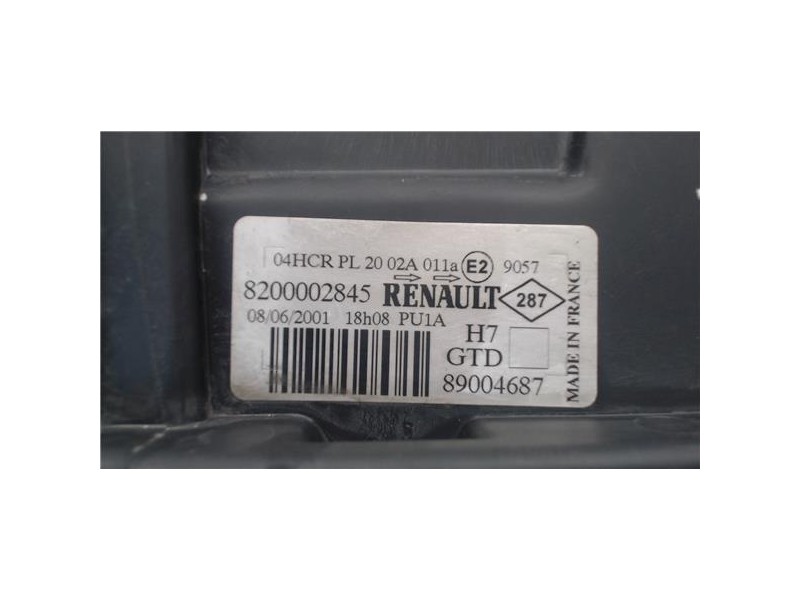 04HCR PL 20 02A 011a E2 9057
8200002845 RENAULT 287
08/06/2001 18h08 PU1A
H7
GTD
89004687
MADE IN FRANCE